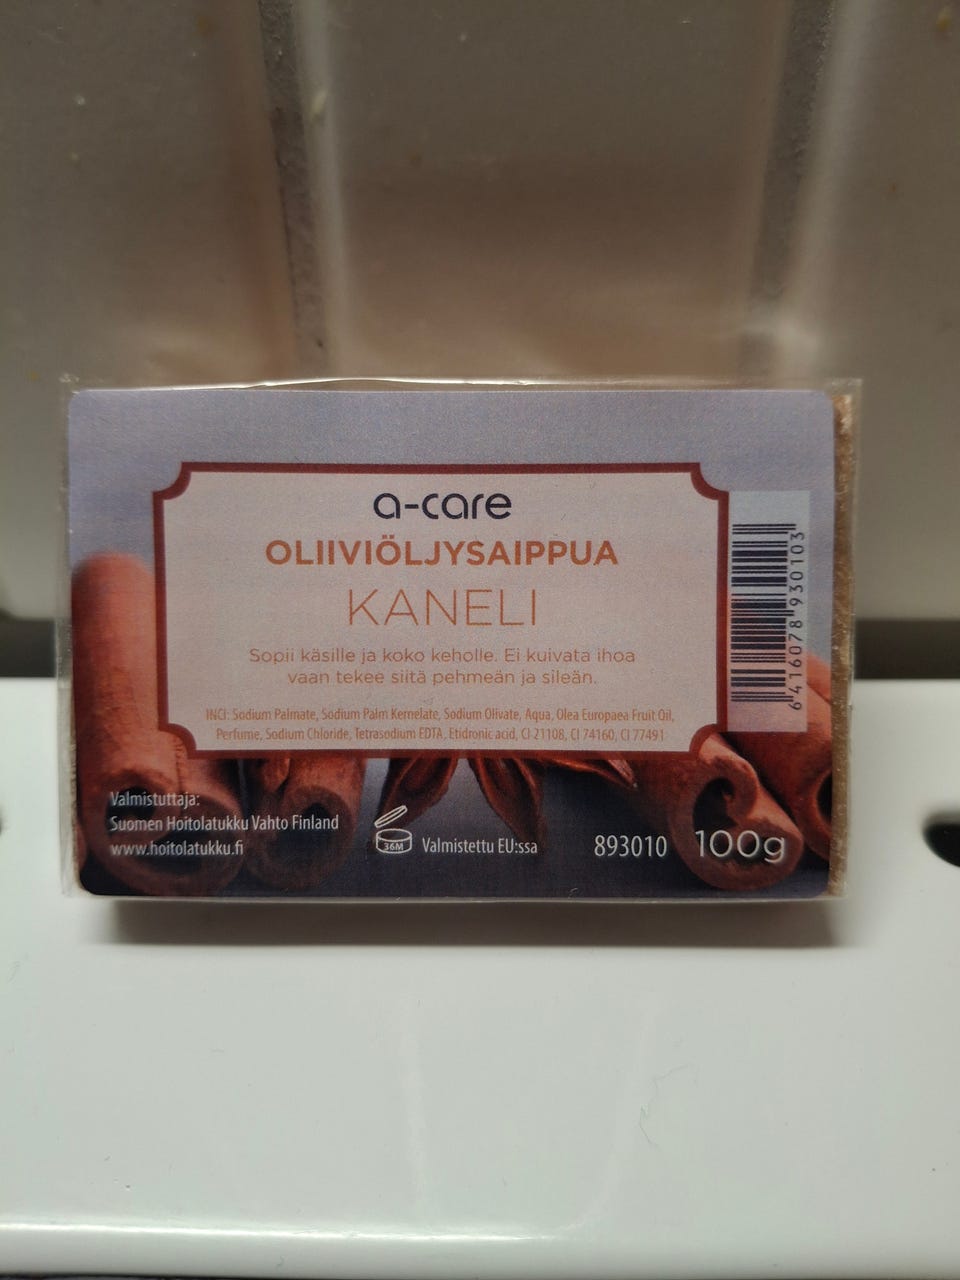 a-care
OLIIVIÖLJYSAIPPUA
KANELI
Sopii käsille ja koko keholle. Ei kuivata ihoa
vaan tekee siitä pehmeän ja sileän.
INCI: Sodium Palmate, Sodium Palm Kernelate, Sodium Olivate, Aqua, Olea Europaea Fruit Oil,
Perfume, Sodium Chloride, Tetrasodium EDTA, Etidronic acid, CI 21108, CI 74160, CI 77491
6 416078 930103
Valmistuttaja:
Suomen Hoitolatukku Vahto Finland
www.hoitolatukku.fi
36M
Valmistettu EU:ssa
893010
100g